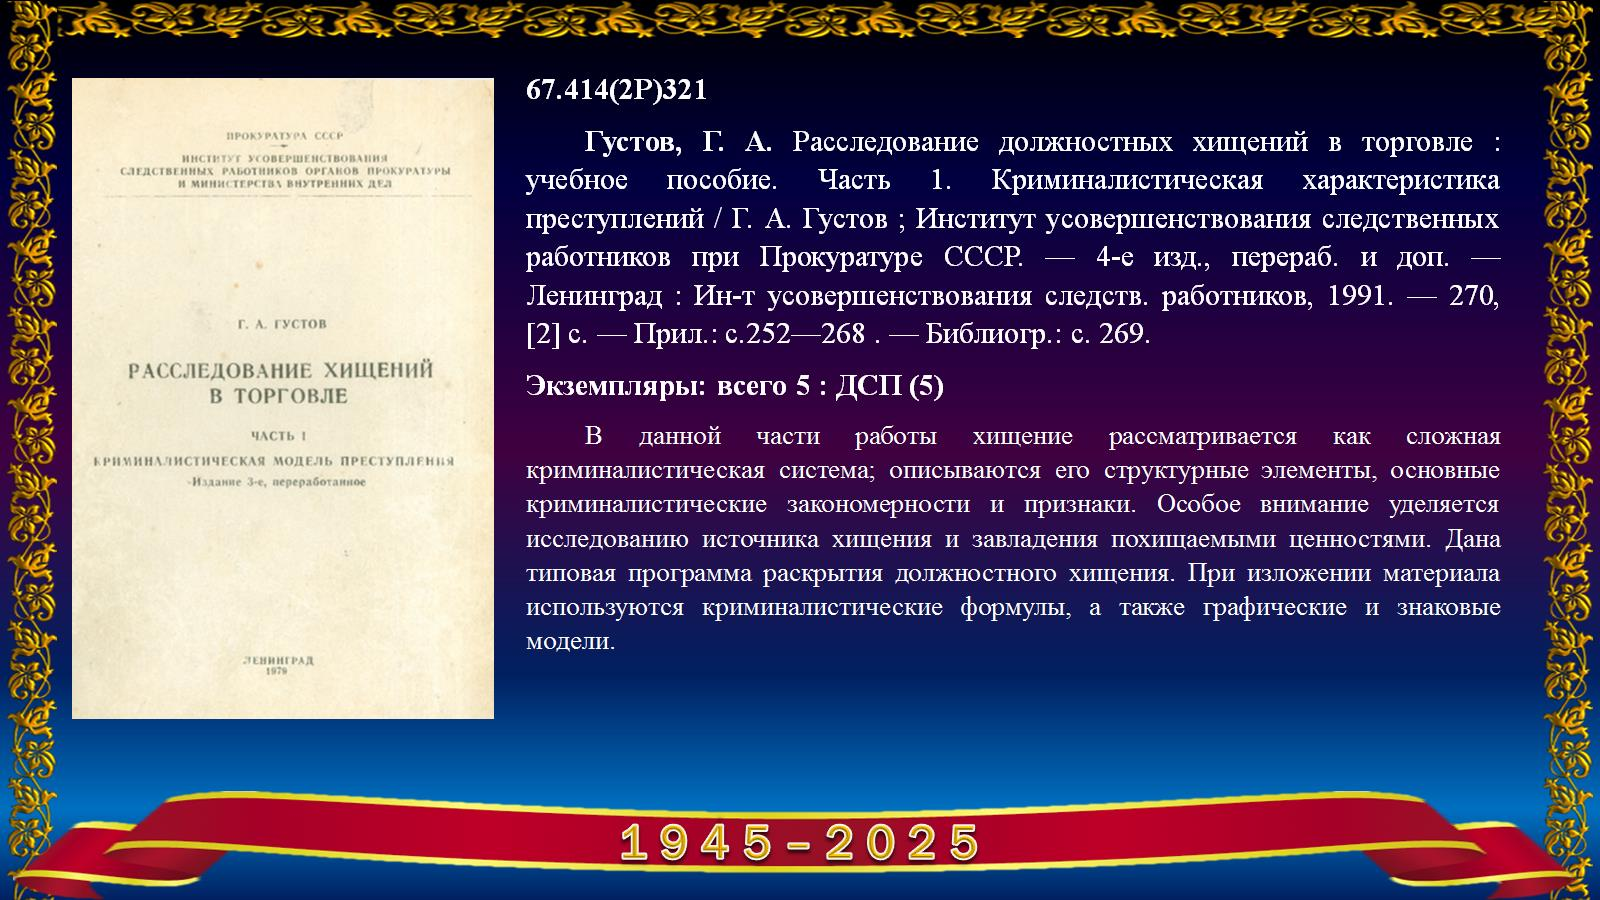 ПРОКУРАТУРА СССР
ИНСТИТУТ УСОВЕРШЕНСТВОВАНИЯ
СЛЕДСТВЕННЫХ РАБОТНИКОВ ОРГАНОВ ПРОКУРАТУРЫ
И МИНИСТЕРСТВА ВНУТРЕННИХ ДЕЛ
Г. А. ГУСТОВ
РАССЛЕДОВАНИЕ ХИЩЕНИЙ
В ТОРГОВЛЕ
ЧАСТЬ I
КРИМИНАЛИСТИЧЕСКАЯ МОДЕЛЬ ПРЕСТУПЛЕНИЯ
Издание 3-е, переработанное
ЛЕНИНГРАД
1979
67.414(2Р)321
Густов, Г. А. Расследование должностных хищений в торговле :
учебное пособие. Часть 1. Криминалистическая характеристика
преступлений / Г. А. Густов ; Институт усовершенствования следственных
работников при Прокуратуре СССР. — 4-е изд., перераб. и доп. —
Ленинград : Ин-т усовершенствования следств. работников, 1991. — 270,
[2] с. — Прил.: с.252—268 . — Библиогр.: с. 269.
Экземпляры: всего 5 : ДСП (5)
В данной части работы хищение рассматривается как сложная
криминалистическая система; описываются его структурные элементы, основные
криминалистические закономерности и признаки. Особое внимание уделяется
исследованию источника хищения и завладения похищаемыми ценностями. Дана
типовая программа раскрытия должностного хищения. При изложении материала
используются криминалистические формулы, а также графические и знаковые
модели.
1945–2025